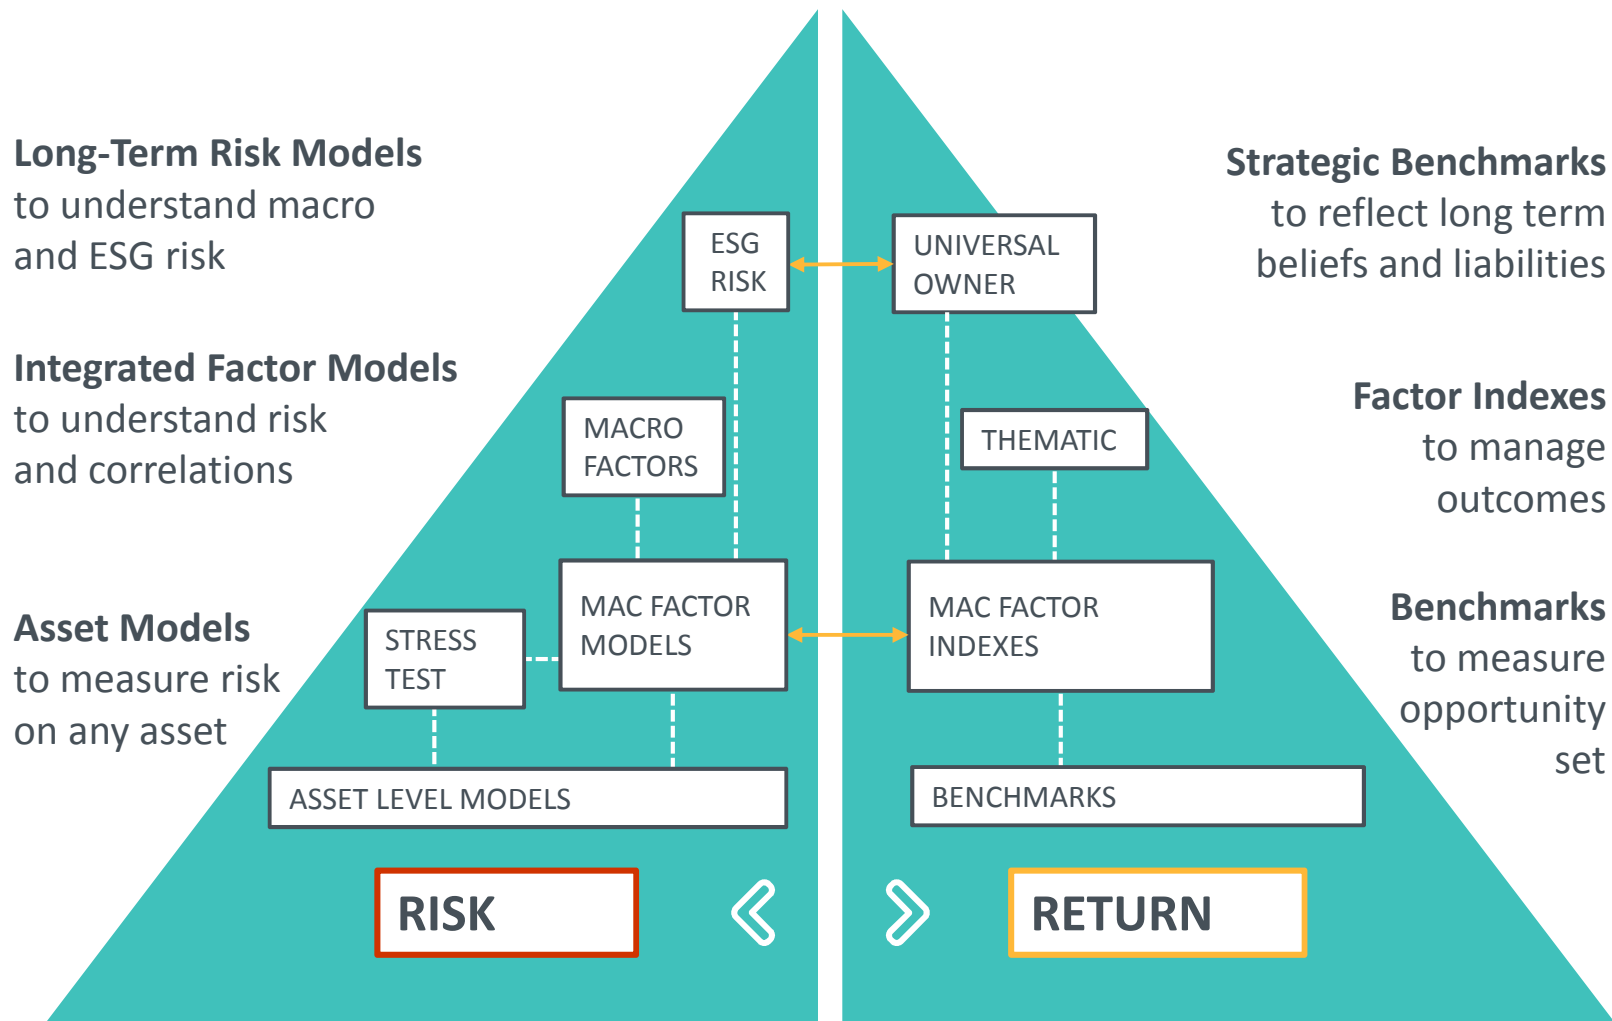 Long-Term Risk Models
to understand macro
and ESG risk
Integrated Factor Models
to understand risk
and correlations
Asset Models
to measure risk
on any asset
ESG
RISK
MACRO
FACTORS
MAC FACTOR
MODELS
STRESS
TEST
ASSET LEVEL MODELS
RISK
UNIVERSAL
OWNER
THEMATIC
MAC FACTOR
INDEXES
BENCHMARKS
RETURN
Strategic Benchmarks
to reflect long term
beliefs and liabilities
Factor Indexes
to manage
outcomes
Benchmarks
to measure
opportunity
set